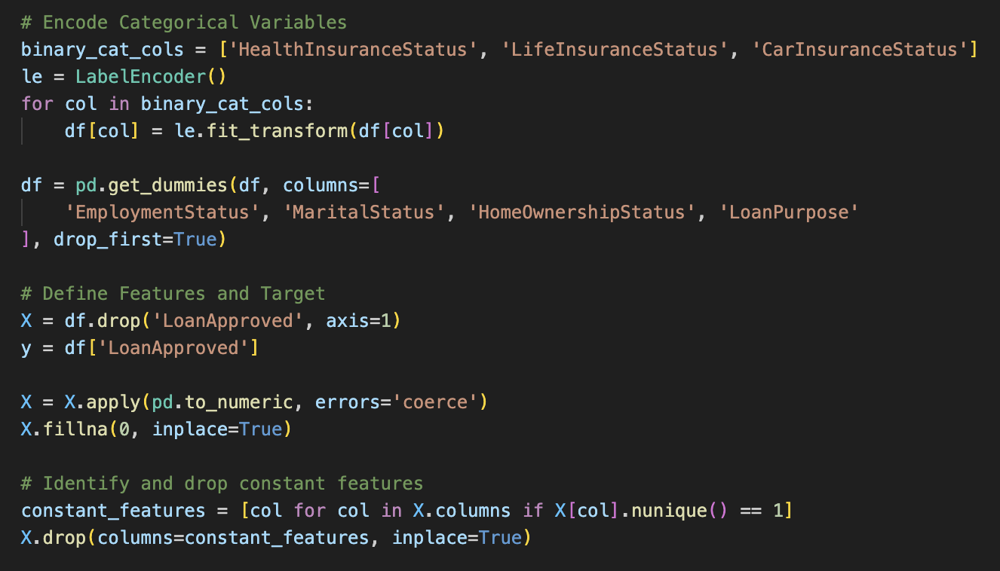 # Encode Categorical Variables
binary_cat_cols = ['HealthInsuranceStatus', 'LifeInsuranceStatus', 'CarInsuranceStatus']
le = LabelEncoder()
for col in binary_cat_cols:
    df[col] = le.fit_transform(df[col])

df = pd.get_dummies(df, columns=[
    'EmploymentStatus', 'MaritalStatus', 'HomeOwnershipStatus', 'LoanPurpose'
], drop_first=True)

# Define Features and Target
X = df.drop('LoanApproved', axis=1)
y = df['LoanApproved']

X = X.apply(pd.to_numeric, errors='coerce')
X.fillna(0, inplace=True)

# Identify and drop constant features
constant_features = [col for col in X.columns if X[col].nunique() == 1]
X.drop(columns=constant_features, inplace=True)